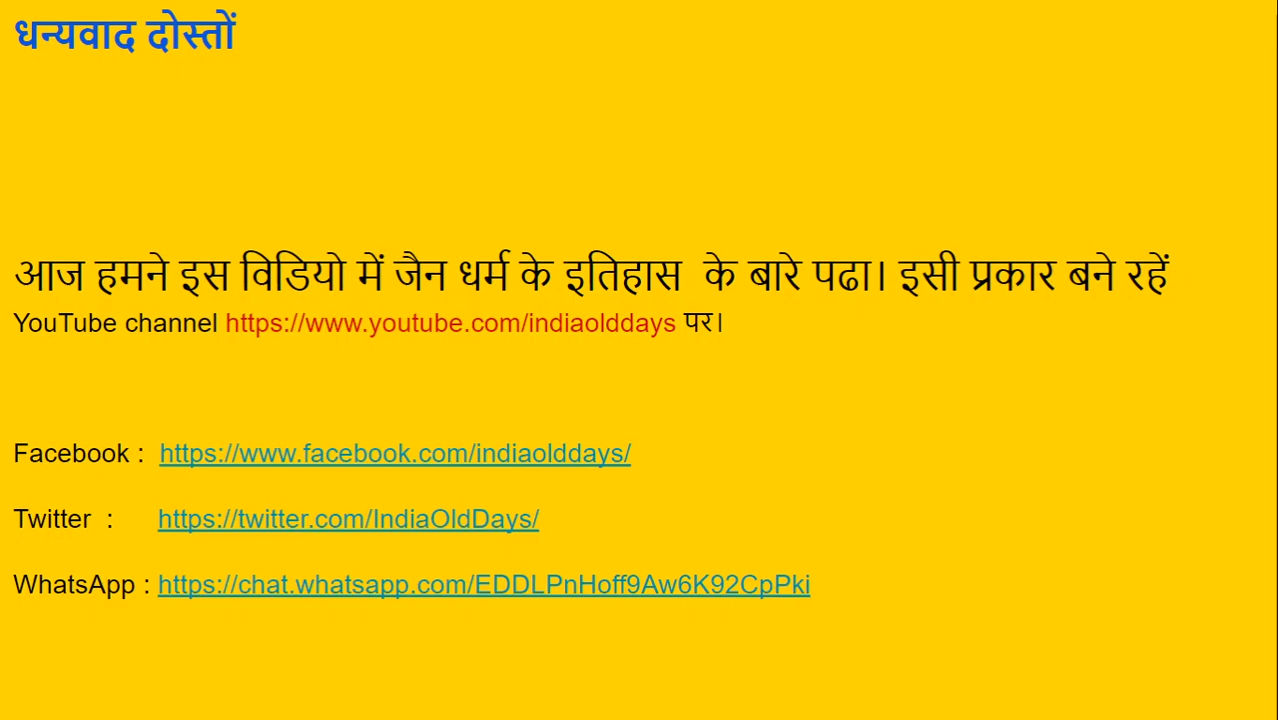 धन्यवाद दोस्तों
आज हमने इस विडियो में जैन धर्म के इतिहास के बारे पढा। इसी प्रकार बने रहें
YouTube channel https://www.youtube.com/indiaolddays पर।
Facebook : https://www.facebook.com/indiaolddays/
Twitter : https://twitter.com/IndiaOldDays/
WhatsApp : https://chat.whatsapp.com/EDDLPnHoff9Aw6K92CpPki